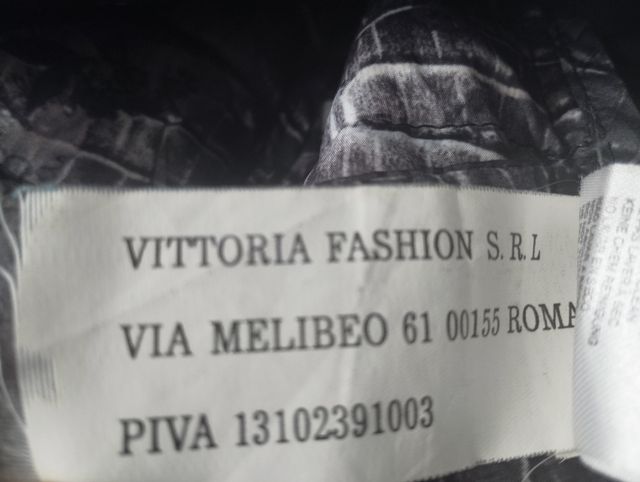 VITTORIA FASHION S.R.L
VIA MELIBEO 61 00155 ROMA
PIVA 13102391003